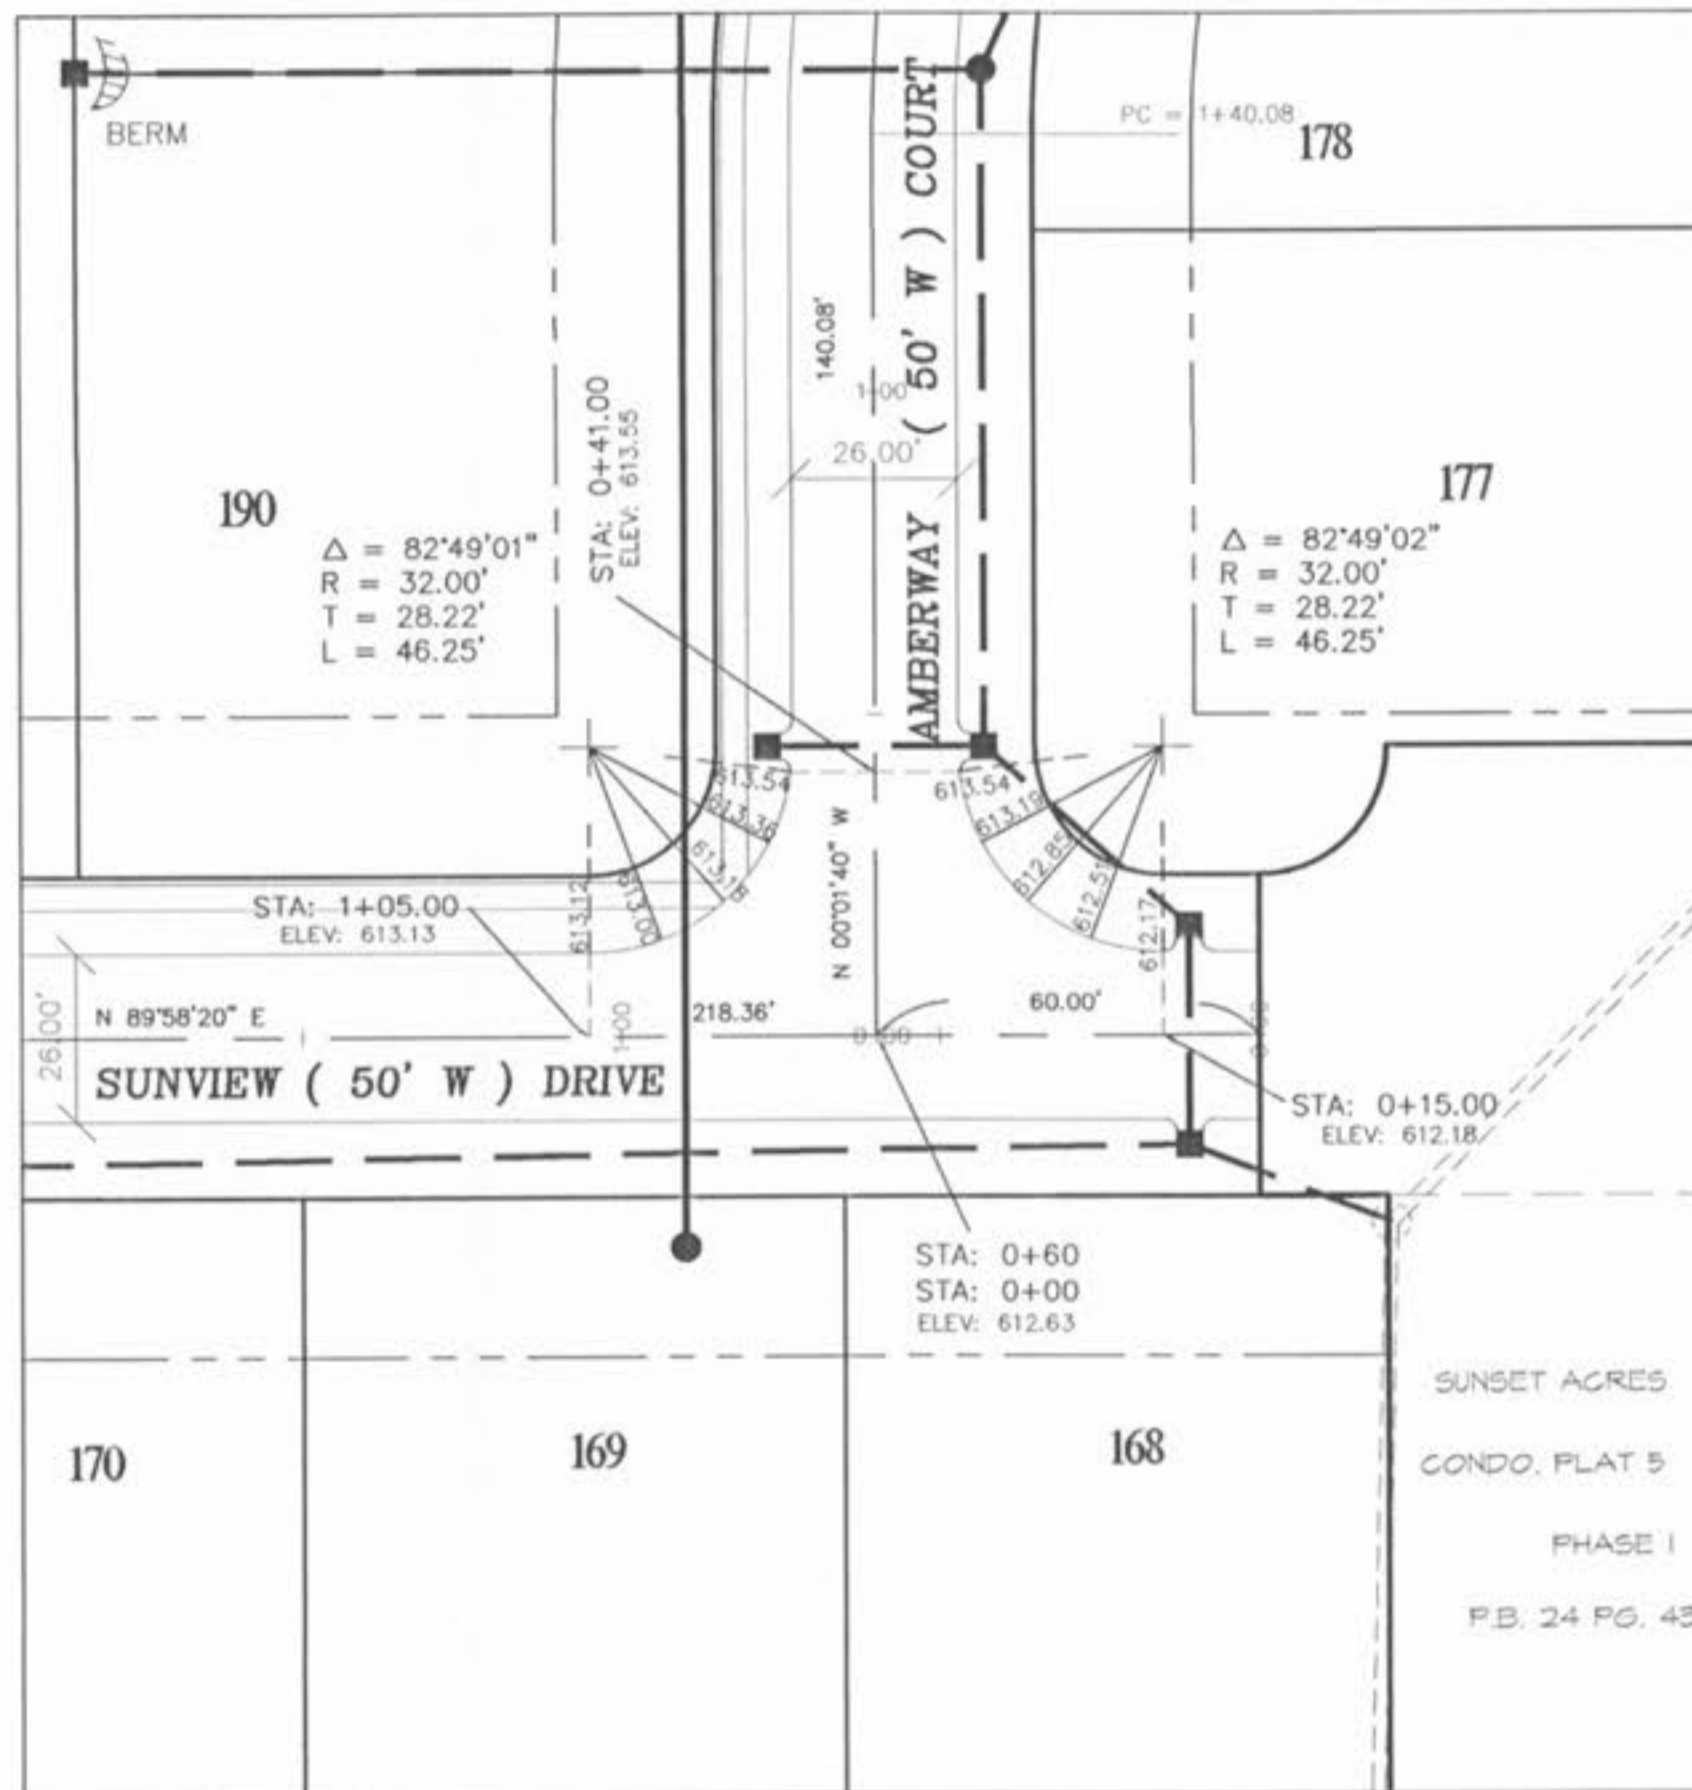 BERM
PC = 1+40.08
178
AMBERWAY ( 50' W ) COURT
140.08'
1+00
26.00'
STA: 0+41.00
ELEV: 613.55
190
Δ = 82°49'01"
R = 32.00'
T = 28.22'
L = 46.25'
177
Δ = 82°49'02"
R = 32.00'
T = 28.22'
L = 46.25'
613.54
613.36
613.18
613.00
613.12
613.54
613.19
612.85
612.51
612.17
N 00°01'40" W
STA: 1+05.00
ELEV: 613.13
26.00'
N 89°58'20" E
1+00
218.36'
60.00'
SUNVIEW ( 50' W ) DRIVE
STA: 0+15.00
ELEV: 612.18
STA: 0+60
STA: 0+00
ELEV: 612.63
170
169
168
SUNSET ACRES
CONDO. PLAT 5
PHASE I
P.B. 24 PG.